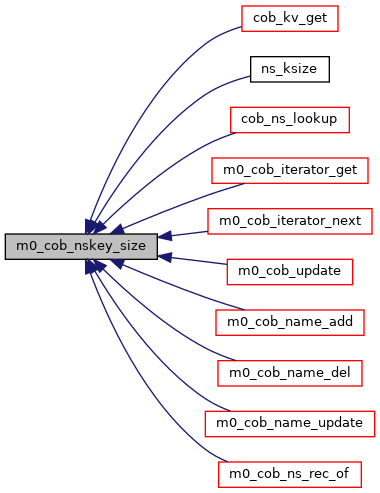 cob_kv_get
ns_ksize
cob_ns_lookup
m0_cob_iterator_get
m0_cob_iterator_next
m0_cob_nskey_size
m0_cob_update
m0_cob_name_add
m0_cob_name_del
m0_cob_name_update
m0_cob_ns_rec_of